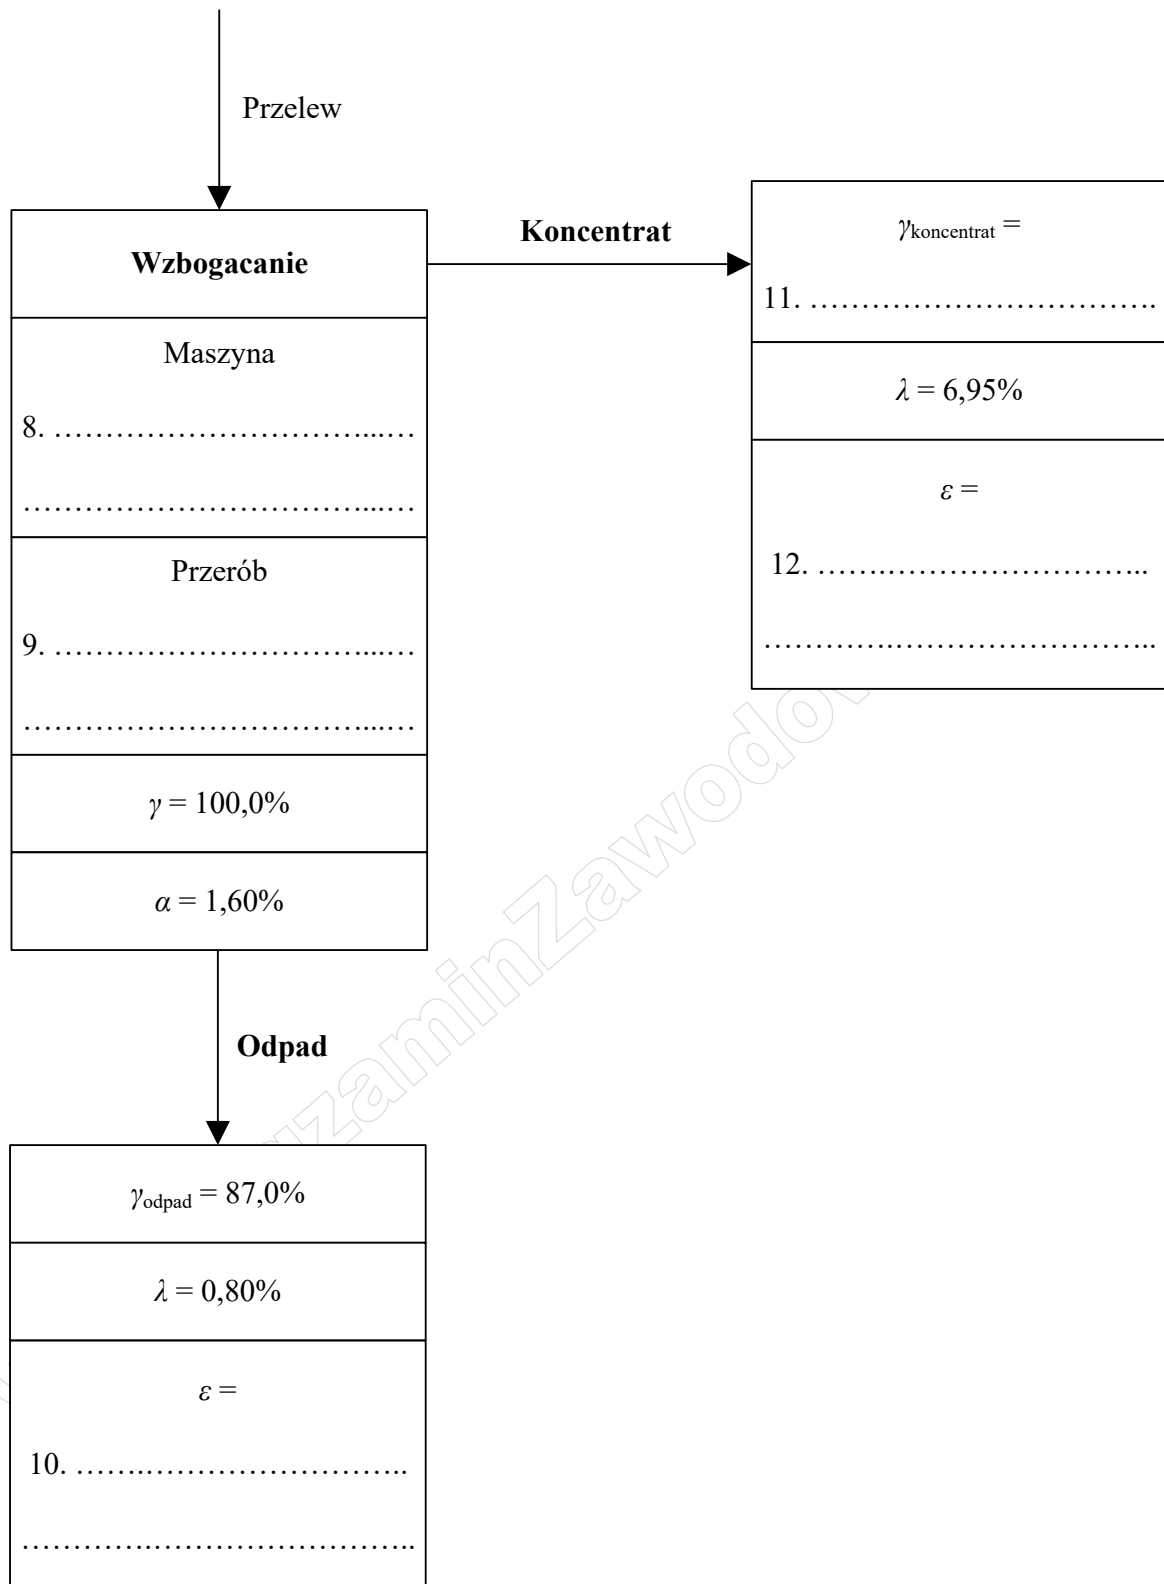 Przelew
Wzbogacanie
Maszyna
8. …………………………...…
……………………………...…
Przerób
9. …………………………...…
……………………………...…
γ = 100,0%
α = 1,60%
Koncentrat
γkoncentrat =
11. …………………………….
λ = 6,95%
ε =
12. …….……………………..
………….……………………..
Odpad
γodpad = 87,0%
λ = 0,80%
ε =
10. …….……………………..
………….……………………..